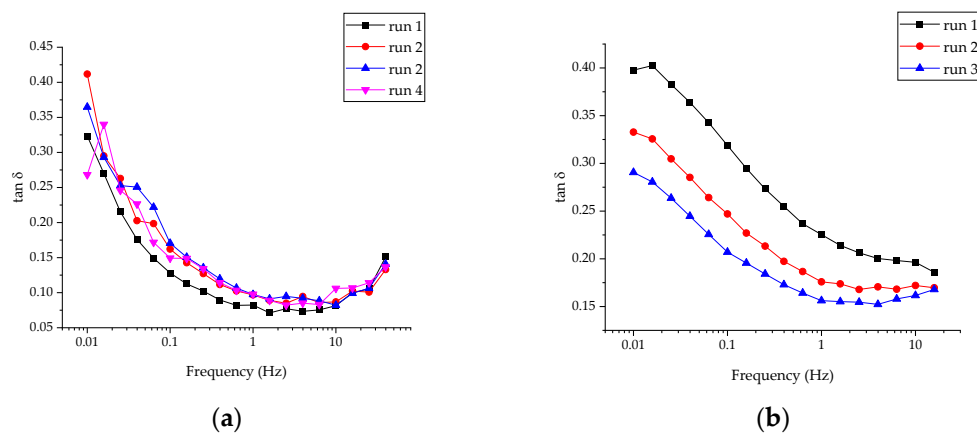 run 1
run 2
run 2
run 4
0.45
0.40
0.35
0.30
0.25
0.20
0.15
0.10
0.05
tan δ
0.01
0.1
1
10
Frequency (Hz)
(a)
run 1
run 2
run 3
0.40
0.35
0.30
0.25
0.20
0.15
tan δ
0.01
0.1
1
10
Frequency (Hz)
(b)